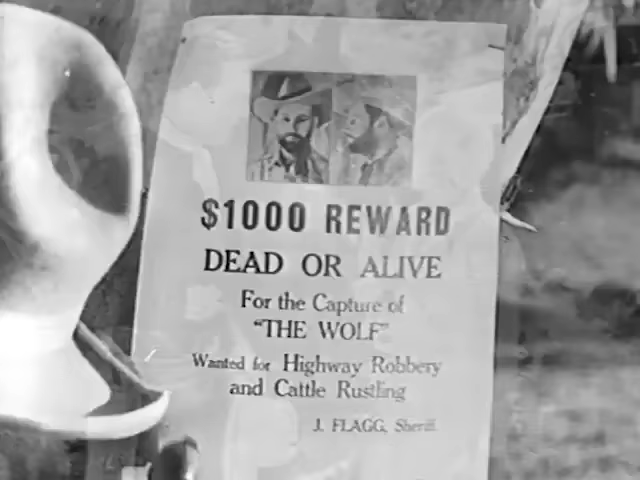 $1000 REWARD
DEAD OR ALIVE
For the Capture of
"THE WOLF"
Wanted for Highway Robbery
and Cattle Rustling
J. FLAGG, Sheriff.